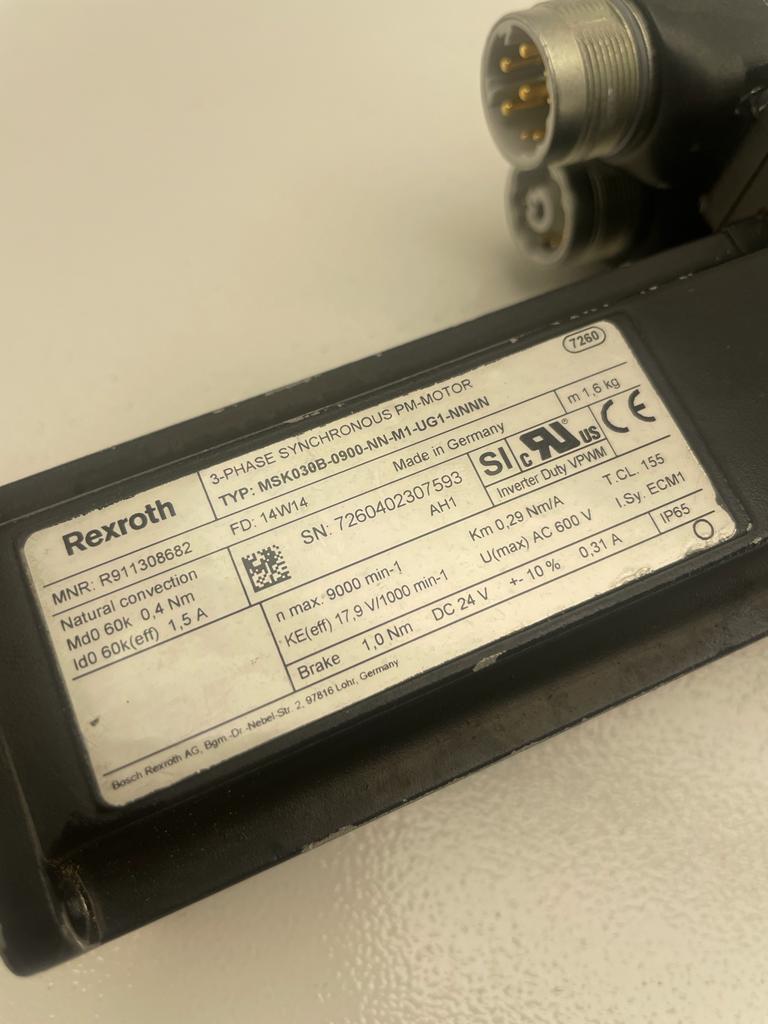 7260
3-PHASE SYNCHRONOUS PM-MOTOR
TYP: MSK030B-0900-NN-M1-UG1-NNNN
m 1,6 kg
Rexroth
FD: 14W14
Made in Germany
SI
c RU US
CE
Inverter Duty VPWM
MNR: R911308682
SN: 7260402307593
AH1
T.CL. 155
Natural convection
Md0 60k 0,4 Nm
Id0 60k(eff) 1,5 A
n max. 9000 min-1
Km 0,29 Nm/A
I.Sy. ECM1
KE(eff) 17,9 V/1000 min-1
U(max) AC 600 V
IP65
Brake 1,0 Nm DC 24 V +- 10 % 0,31 A
Bosch Rexroth AG, Bgm.-Dr.-Nebel-Str. 2, 97816 Lohr, Germany